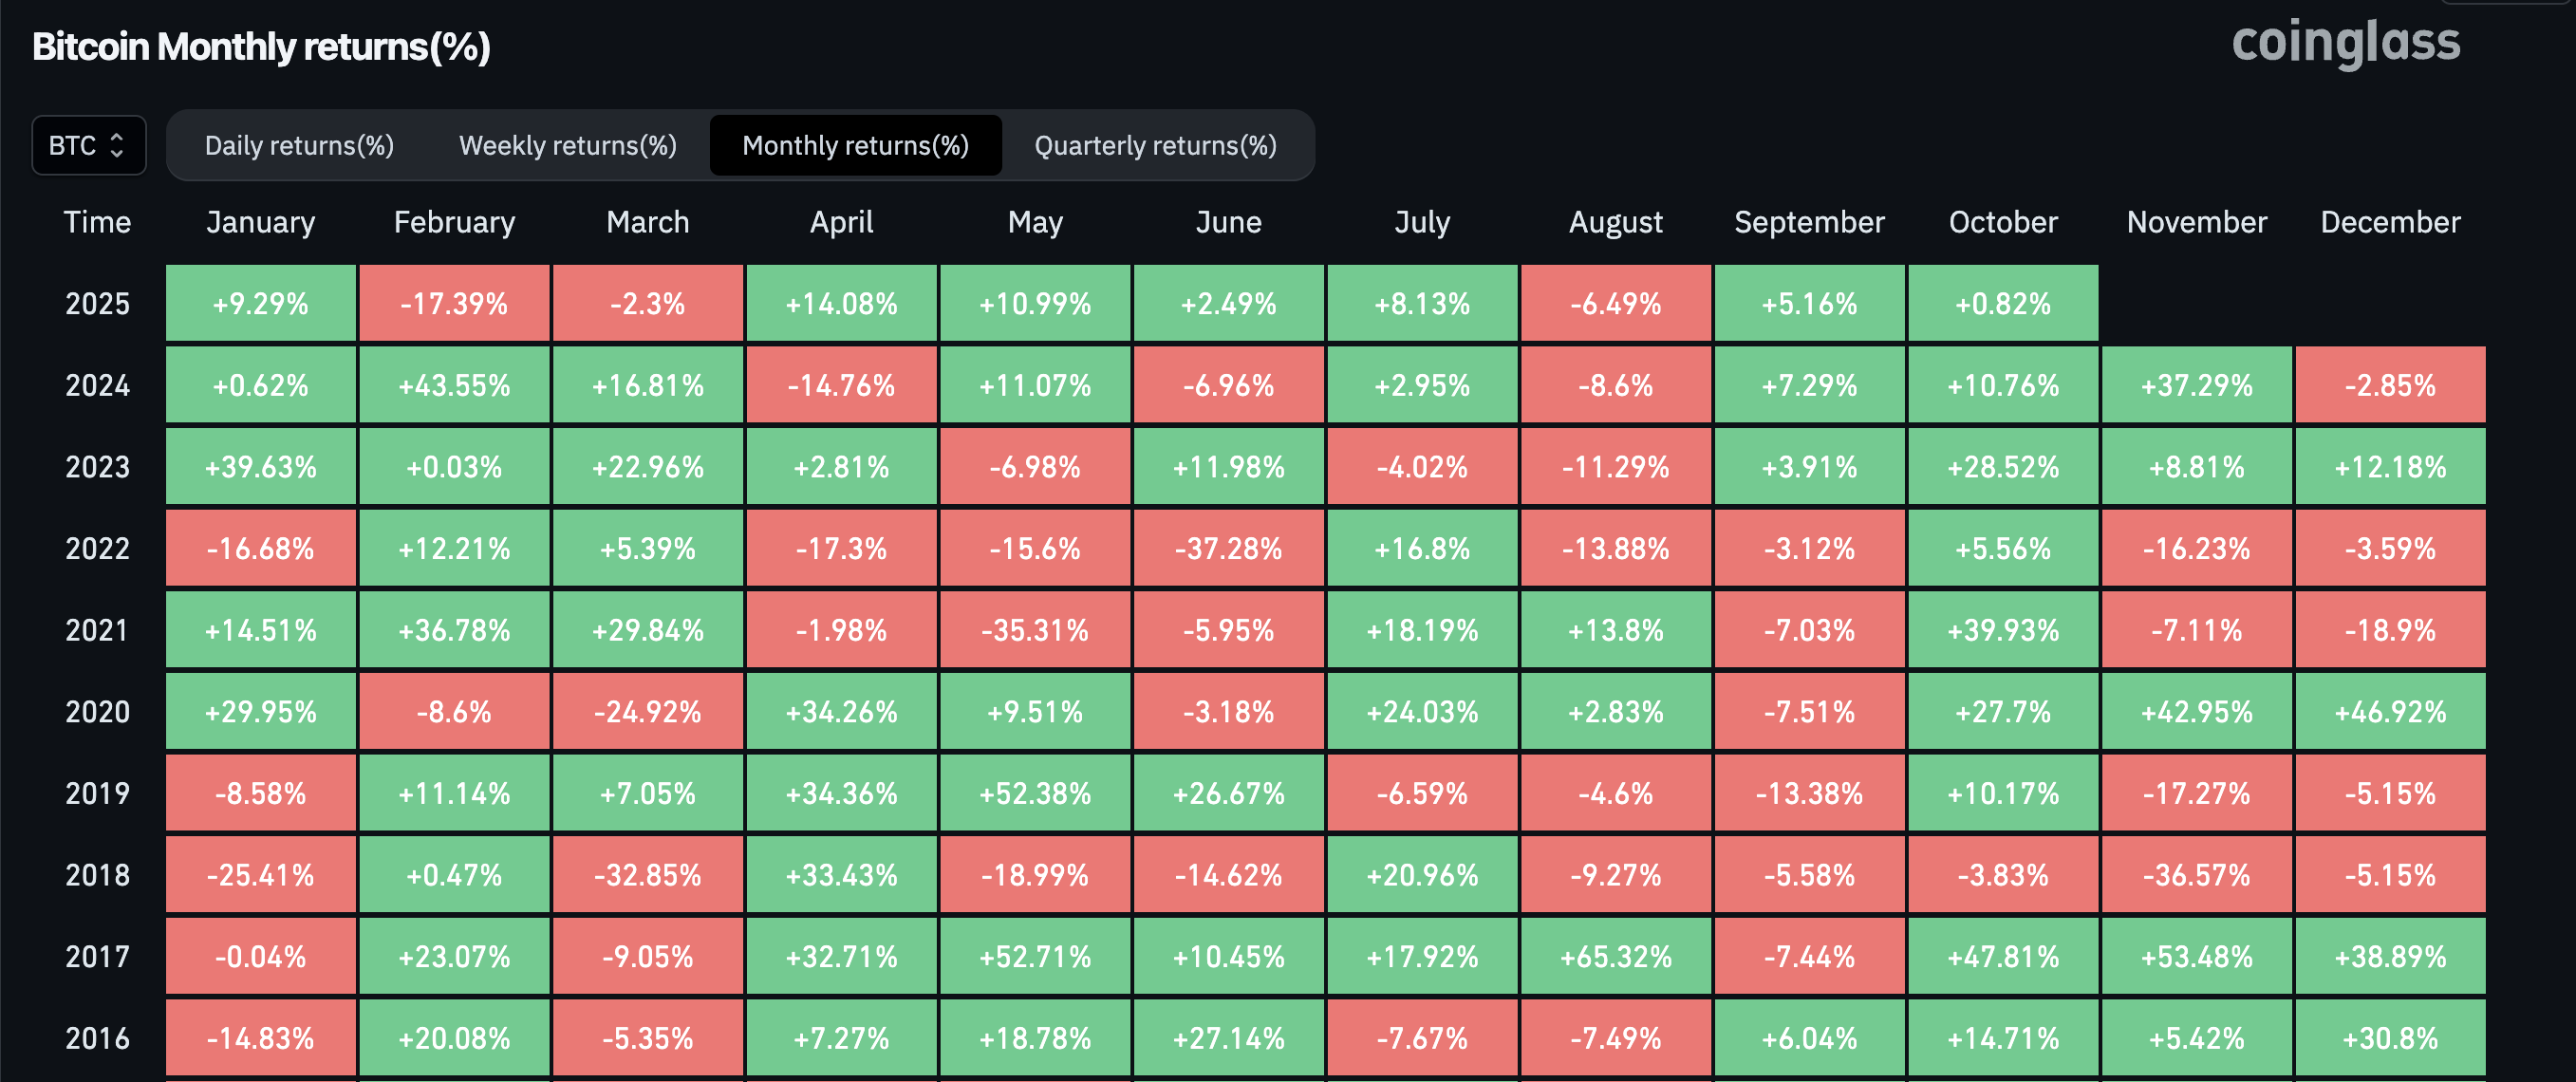 Bitcoin Monthly returns(%)
coinglass
BTC
Daily returns(%) Weekly returns(%) Monthly returns(%) Quarterly returns(%)
Time January February March April May June July August September October November December
2025 +9.29% -17.39% -2.3% +14.08% +10.99% +2.49% +8.13% -6.49% +5.16% +0.82%
2024 +0.62% +43.55% +16.81% -14.76% +11.07% -6.96% +2.95% -8.6% +7.29% +10.76% +37.29% -2.85%
2023 +39.63% +0.03% +22.96% +2.81% -6.98% +11.98% -4.02% -11.29% +3.91% +28.52% +8.81% +12.18%
2022 -16.68% +12.21% +5.39% -17.3% -15.6% -37.28% +16.8% -13.88% -3.12% +5.56% -16.23% -3.59%
2021 +14.51% +36.78% +29.84% -1.98% -35.31% -5.95% +18.19% +13.8% -7.03% +39.93% -7.11% -18.9%
2020 +29.95% -8.6% -24.92% +34.26% +9.51% -3.18% +24.03% +2.83% -7.51% +27.7% +42.95% +46.92%
2019 -8.58% +11.14% +7.05% +34.36% +52.38% +26.67% -6.59% -4.6% -13.38% +10.17% -17.27% -5.15%
2018 -25.41% +0.47% -32.85% +33.43% -18.99% -14.62% +20.96% -9.27% -5.58% -3.83% -36.57% -5.15%
2017 -0.04% +23.07% -9.05% +32.71% +52.71% +10.45% +17.92% +65.32% -7.44% +47.81% +53.48% +38.89%
2016 -14.83% +20.08% -5.35% +7.27% +18.78% +27.14% -7.67% -7.49% +6.04% +14.71% +5.42% +30.8%